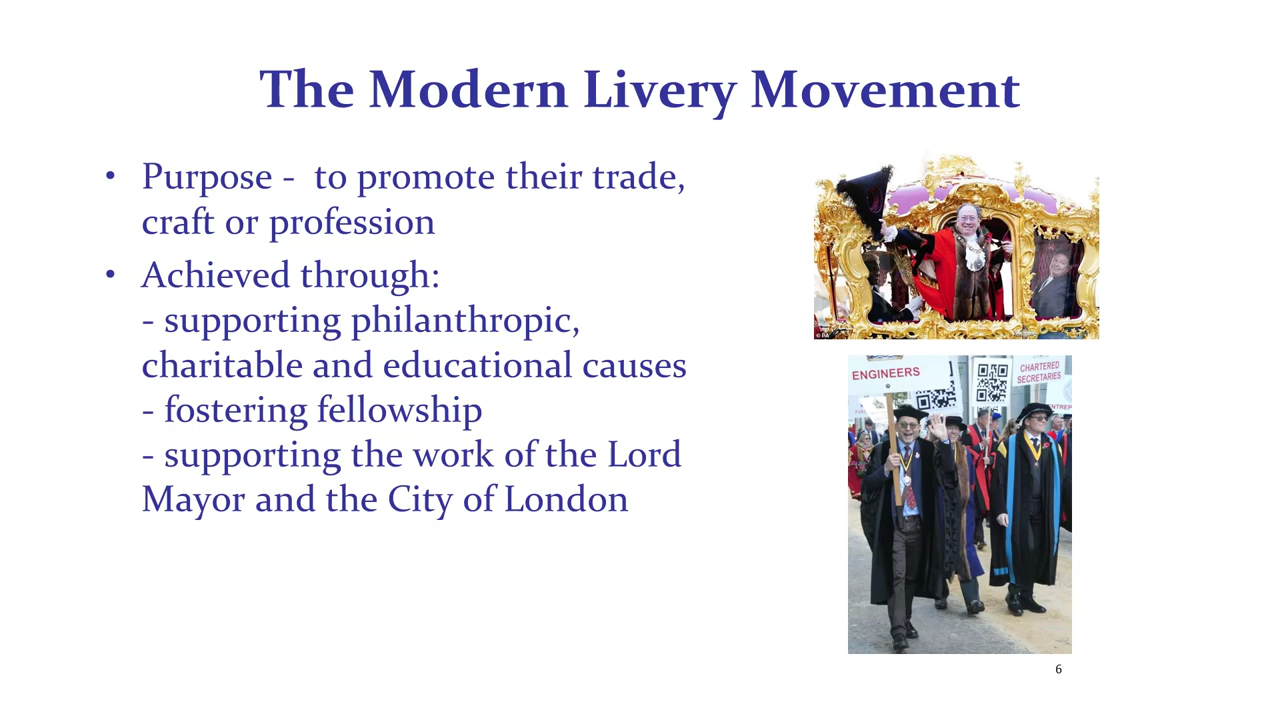 The Modern Livery Movement
• Purpose -  to promote their trade,
craft or profession
• Achieved through:
- supporting philanthropic,
charitable and educational causes
- fostering fellowship
- supporting the work of the Lord
Mayor and the City of London
© PA
ENGINEERS
CHARTERED
SECRETARIES
6